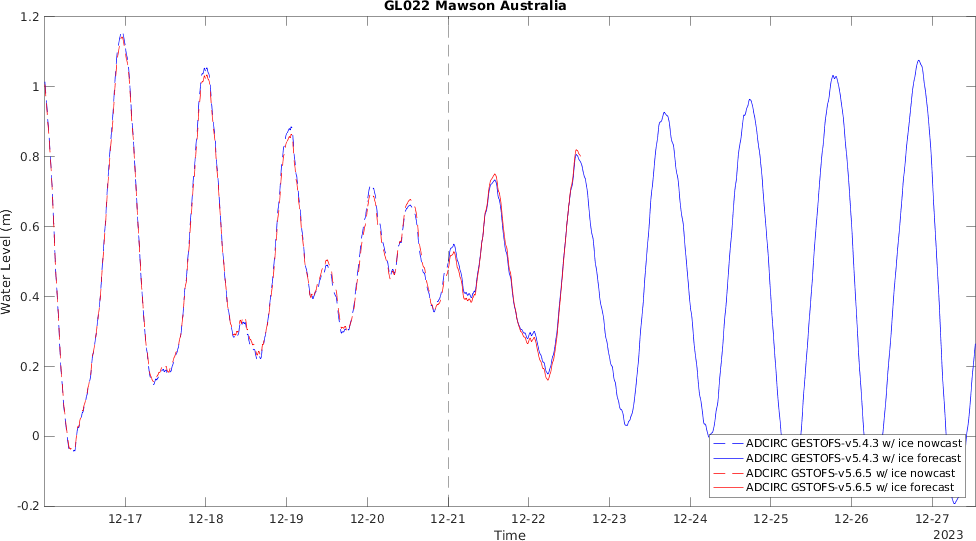 GL022 Mawson Australia
1.2
1
0.8
0.6
0.4
0.2
0
-0.2
Water Level (m)
12-17 12-18 12-19 12-20 12-21 12-22 12-23 12-24 12-25 12-26 12-27
Time
2023
ADCIRC GESTOFS-v5.4.3 w/ ice nowcast
ADCIRC GESTOFS-v5.4.3 w/ ice forecast
ADCIRC GSTOFS-v5.6.5 w/ ice nowcast
ADCIRC GSTOFS-v5.6.5 w/ ice forecast